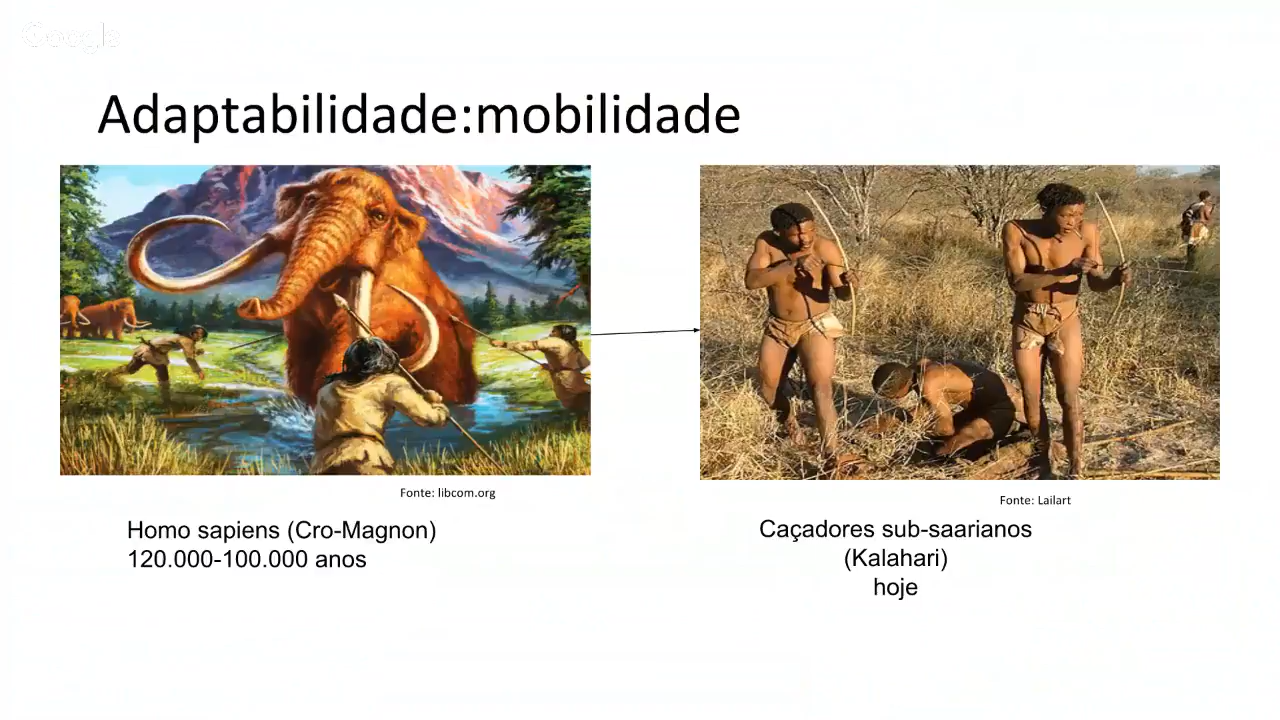 Google
Adaptabilidade:mobilidade
Fonte: libcom.org
Fonte: Lailart
Homo sapiens (Cro-Magnon)
120.000-100.000 anos
Caçadores sub-saarianos
(Kalahari)
hoje